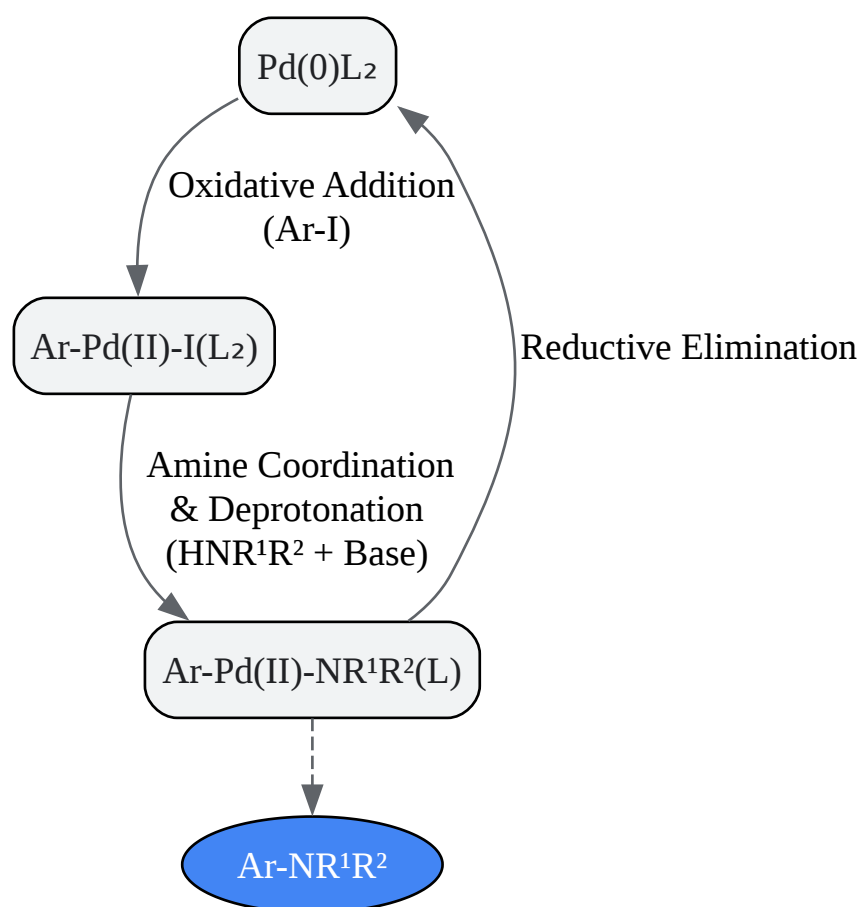 Pd(0)L₂
Oxidative Addition
(Ar-I)
Ar-Pd(II)-I(L₂)
Reductive Elimination
Amine Coordination
& Deprotonation
(HNR¹R² + Base)
Ar-Pd(II)-NR¹R²(L)
Ar-NR¹R²